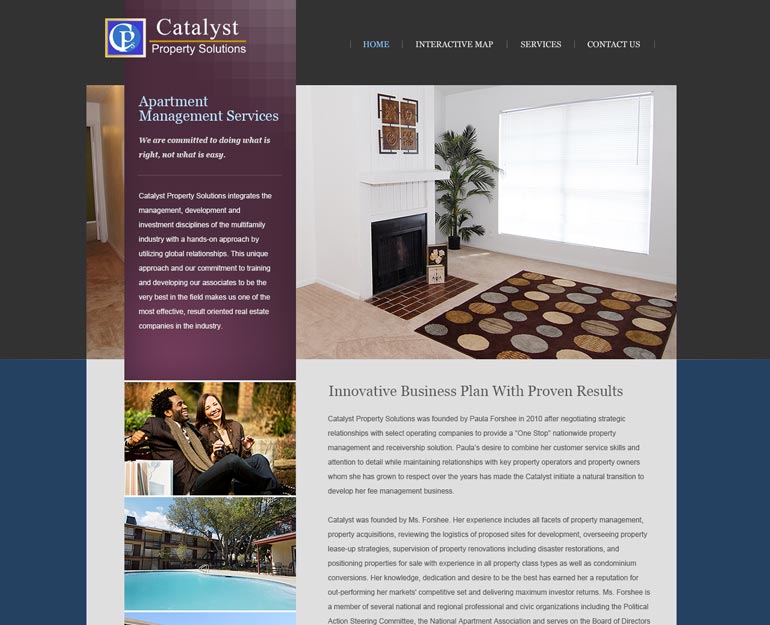 Catalyst
Property Solutions
CPS
HOME
INTERACTIVE MAP
SERVICES
CONTACT US
Apartment
Management Services
We are committed to doing what is
right, not what is easy.
Catalyst Property Solutions integrates the
management, development and
investment disciplines of the multifamily
industry with a hands-on approach by
utilizing global relationships. This unique
approach and our commitment to training
and developing our associates to be the
very best in the field makes us one of the
most effective, result oriented real estate
companies in the industry.
Innovative Business Plan With Proven Results
Catalyst Property Solutions was founded by Paula Forshee in 2010 after negotiating strategic
relationships with select operating companies to provide a "One Stop" nationwide property
management and receivership solution. Paula's desire to combine her customer service skills and
attention to detail while maintaining relationships with key property operators and property owners
whom she has grown to respect over the years has made the Catalyst initiate a natural transition to
develop her fee management business.
Catalyst was founded by Ms. Forshee. Her experience includes all facets of property management,
property acquisitions, reviewing the logistics of proposed sites for development, overseeing property
lease-up strategies, supervision of property renovations including disaster restorations, and
positioning properties for sale with experience in all property class types as well as condominium
conversions. Her knowledge, dedication and desire to be the best has earned her a reputation for
out-performing her markets' competitive set and delivering maximum investor returns. Ms. Forshee is
a member of several national and regional professional and civic organizations including the Political
Action Steering Committee, the National Apartment Association and serves on the Board of Directors